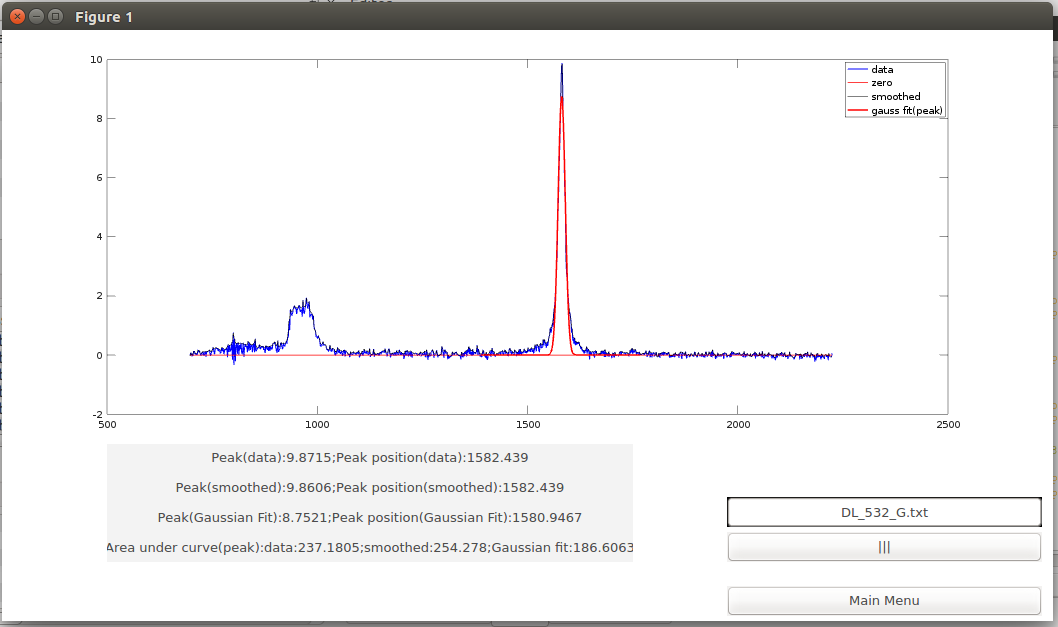 Figure 1
10
8
6
4
2
0
-2
500
1000
1500
2000
2500
data
zero
smoothed
gauss fit(peak)
Peak(data):9.8715;Peak position(data):1582.439
Peak(smoothed):9.8606;Peak position(smoothed):1582.439
Peak(Gaussian Fit):8.7521;Peak position(Gaussian Fit):1580.9467
Area under curve(peak):data:237.1805;smoothed:254.278;Gaussian fit:186.6063
DL_532_G.txt
|||
Main Menu